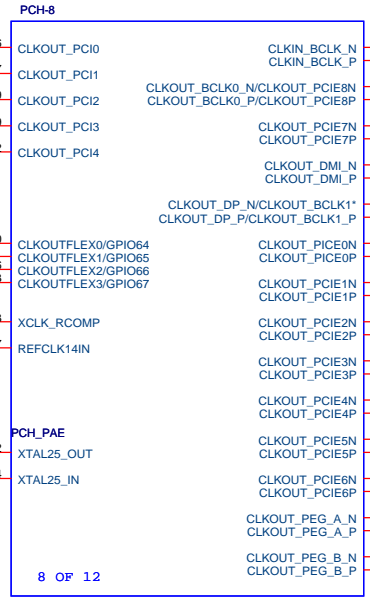 PCH-8
CLKOUT_PCI0
CLKOUT_PCI1
CLKOUT_PCI2
CLKOUT_PCI3
CLKOUT_PCI4
CLKOUTFLEX0/GPIO64
CLKOUTFLEX1/GPIO65
CLKOUTFLEX2/GPIO66
CLKOUTFLEX3/GPIO67
XCLK_RCOMP
REFCLK14IN
PCH_PAE
XTAL25_OUT
XTAL25_IN
8 OF 12
CLKIN_BCLK_N
CLKIN_BCLK_P
CLKOUT_BCLK0_N/CLKOUT_PCIE8N
CLKOUT_BCLK0_P/CLKOUT_PCIE8P
CLKOUT_PCIE7N
CLKOUT_PCIE7P
CLKOUT_DMI_N
CLKOUT_DMI_P
CLKOUT_DP_N/CLKOUT_BCLK1*
CLKOUT_DP_P/CLKOUT_BCLK1_P
CLKOUT_PICE0N
CLKOUT_PCIE0P
CLKOUT_PCIE1N
CLKOUT_PCIE1P
CLKOUT_PCIE2N
CLKOUT_PCIE2P
CLKOUT_PCIE3N
CLKOUT_PCIE3P
CLKOUT_PCIE4N
CLKOUT_PCIE4P
CLKOUT_PCIE5N
CLKOUT_PCIE5P
CLKOUT_PCIE6N
CLKOUT_PCIE6P
CLKOUT_PEG_A_N
CLKOUT_PEG_A_P
CLKOUT_PEG_B_N
CLKOUT_PEG_B_P